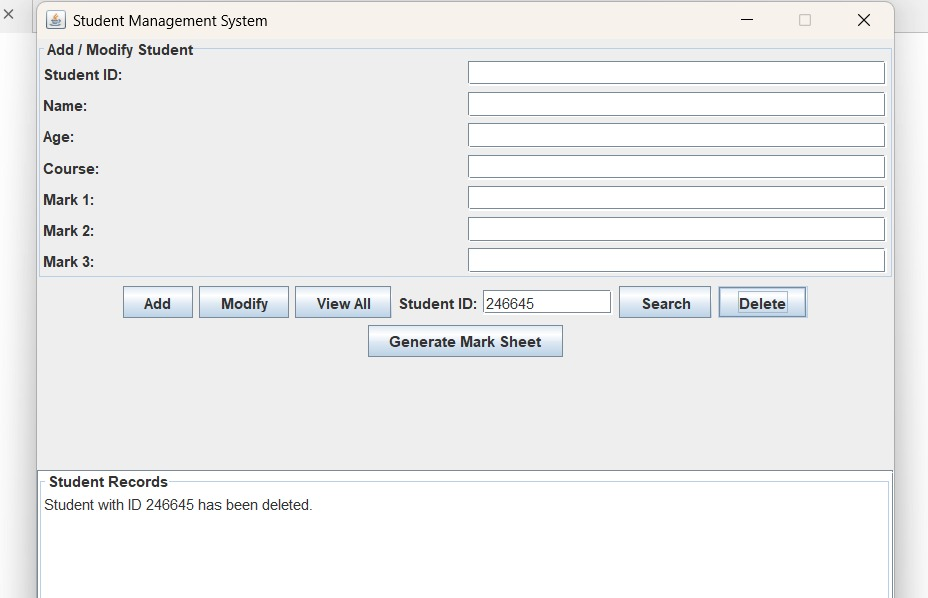 Student Management System
Add / Modify Student
Student ID:
Name:
Age:
Course:
Mark 1:
Mark 2:
Mark 3:
Add Modify View All Student ID: 246645 Search Delete
Generate Mark Sheet
Student Records
Student with ID 246645 has been deleted.